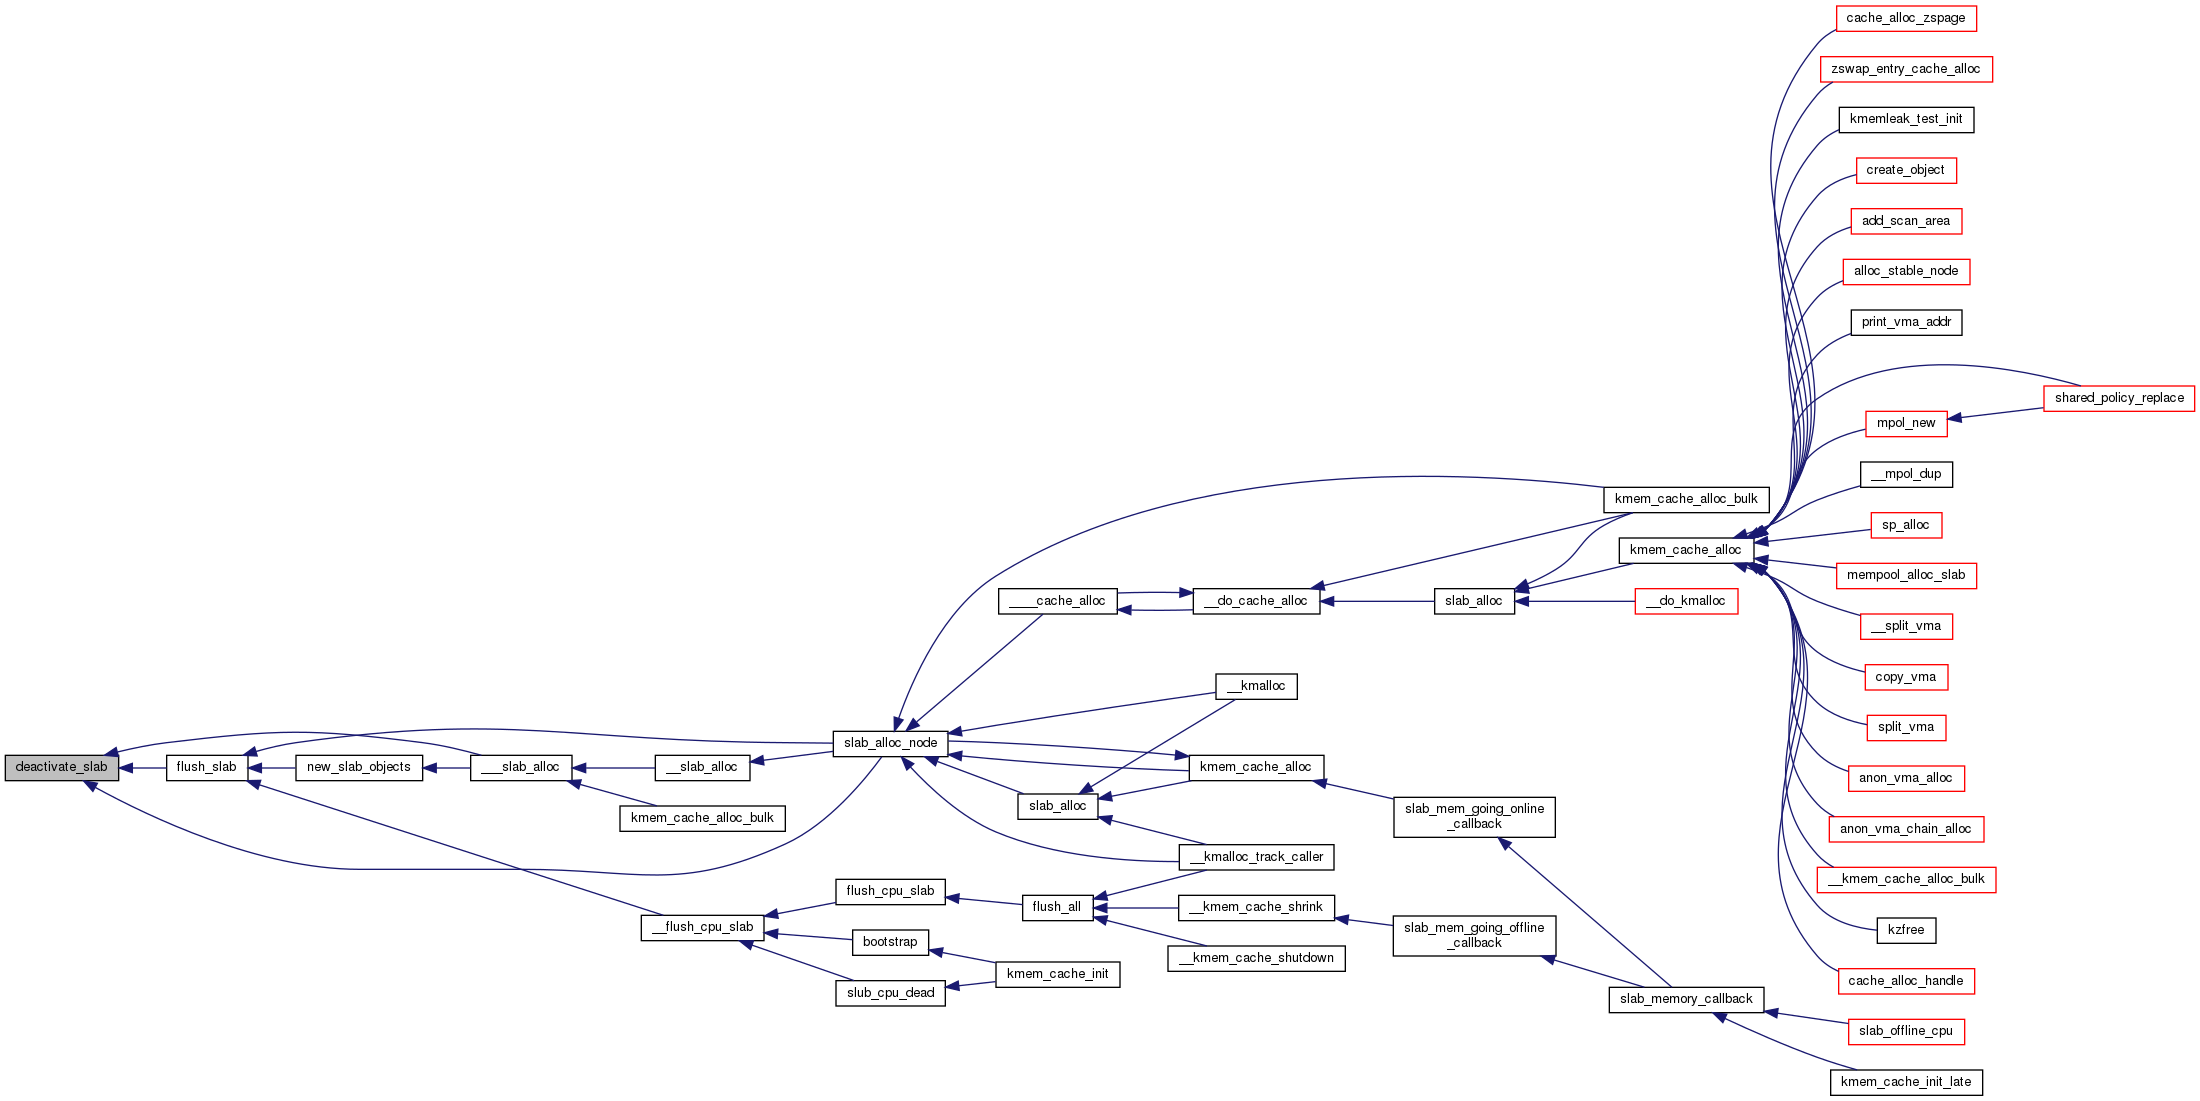 cache_alloc_zspage
zswap_entry_cache_alloc
kmemleak_test_init
create_object
add_scan_area
alloc_stable_node
print_vma_addr
shared_policy_replace
mpol_new
__mpol_dup
kmem_cache_alloc_bulk
sp_alloc
kmem_cache_alloc
mempool_alloc_slab
____cache_alloc
__do_cache_alloc
slab_alloc
__do_kmalloc
__split_vma
copy_vma
__kmalloc
split_vma
slab_alloc_node
deactivate_slab
flush_slab
new_slab_objects
___slab_alloc
__slab_alloc
kmem_cache_alloc
anon_vma_alloc
slab_alloc
slab_mem_going_online
_callback
kmem_cache_alloc_bulk
anon_vma_chain_alloc
__kmalloc_track_caller
__kmem_cache_alloc_bulk
flush_cpu_slab
flush_all
__kmem_cache_shrink
__flush_cpu_slab
slab_mem_going_offline
_callback
kzfree
bootstrap
__kmem_cache_shutdown
kmem_cache_init
cache_alloc_handle
slub_cpu_dead
slab_memory_callback
slab_offline_cpu
kmem_cache_init_late